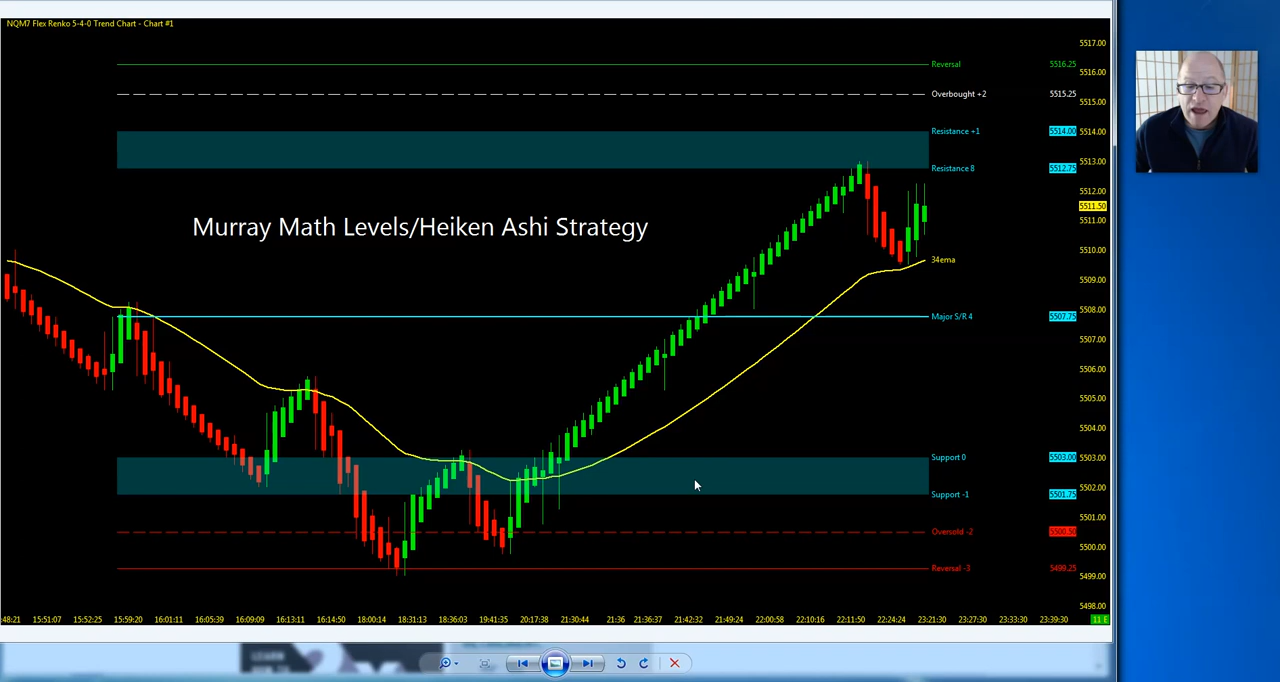 NQM7 Flex Renko 5-4-0 Trend Chart - Chart #1
5517.00
Reversal 5516.25
5516.00
Overbought +2 5515.25
5515.00
Resistance +1 5514.00 5514.00
5513.00
Resistance 8 5512.75
5512.00
5511.50
Murray Math Levels/Heiken Ashi Strategy
5511.00
5510.00
34ema
5509.00
5508.00
Major S/R 4 5507.75
5507.00
5506.00
5505.00
5504.00
Support 0 5503.00 5503.00
5502.00
Support -1 5501.75
5501.00
Oversold -2 5500.50
5500.00
Reversal -3 5499.25
5499.00
5498.00
:48:21 15:51:07 15:52:25 15:59:20 16:01:11 16:05:39 16:09:09 16:13:11 16:14:50 18:00:14 18:31:13 18:36:03 19:41:35 20:17:38 21:30:44 21:36 21:36:37 21:42:32 21:49:24 22:00:58 22:10:16 22:11:50 22:24:24 23:21:30 23:27:30 23:33:30 23:39:30 11 E
LEARN
HOW TO